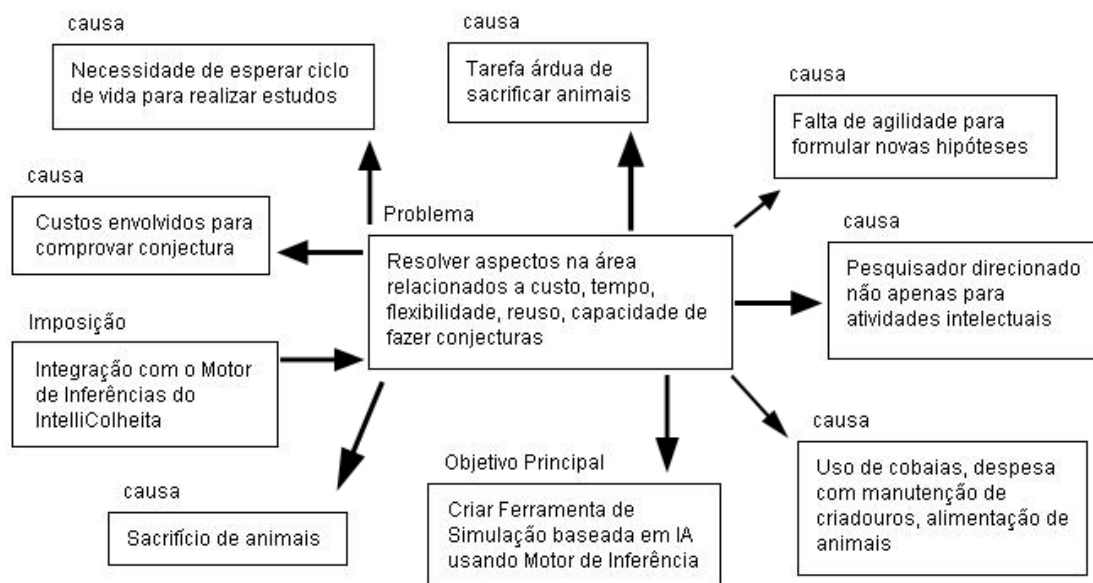 causa
Necessidade de esperar ciclo
de vida para realizar estudos
causa
Tarefa árdua de
sacrificar animais
causa
Falta de agilidade para
formular novas hipóteses
causa
Custos envolvidos para
comprovar conjectura
Problema
Resolver aspectos na área
relacionados a custo, tempo,
flexibilidade, reuso, capacidade de
fazer conjecturas
causa
Pesquisador direcionado
não apenas para
atividades intelectuais
Imposição
Integração com o Motor
de Inferências do
IntelliColheita
causa
Sacrifício de animais
Objetivo Principal
Criar Ferramenta de
Simulação baseada em IA
usando Motor de Inferência
causa
Uso de cobaias, despesa
com manutenção de
criadouros, alimentação de
animais